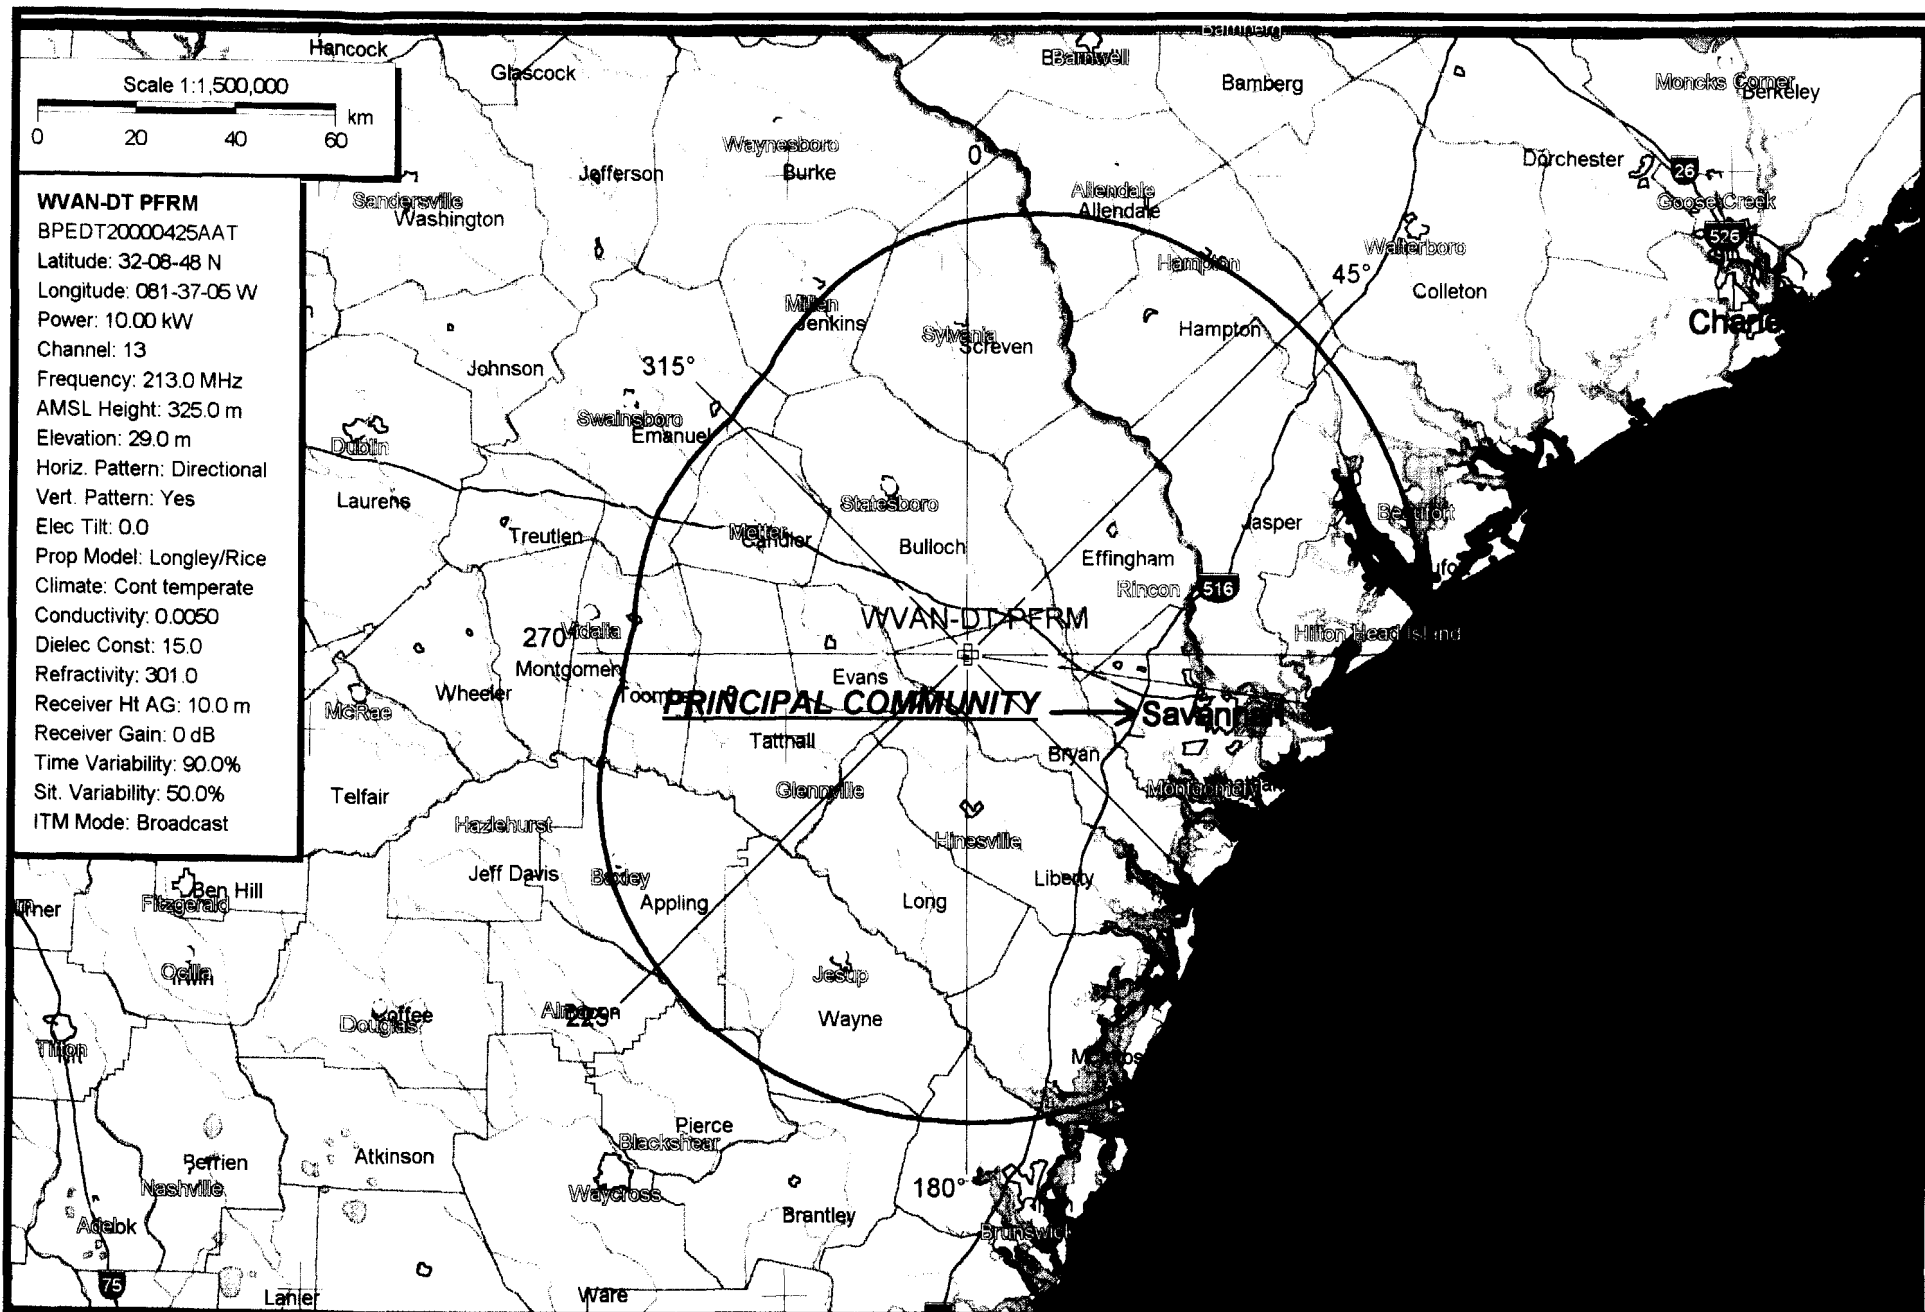 Scale 1:1,500,000
0 20 40 60 km
WVAN-DT PFRM
BPEDT20000425AAT
Latitude: 32-08-48 N
Longitude: 081-37-05 W
Power: 10.00 kW
Channel: 13
Frequency: 213.0 MHz
AMSL Height: 325.0 m
Elevation: 29.0 m
Horiz. Pattern: Directional
Vert. Pattern: Yes
Elec Tilt: 0.0
Prop Model: Longley/Rice
Climate: Cont temperate
Conductivity: 0.0050
Dielec Const: 15.0
Refractivity: 301.0
Receiver Ht AG: 10.0 m
Receiver Gain: 0 dB
Time Variability: 90.0%
Sit. Variability: 50.0%
ITM Mode: Broadcast
Hancock
Glascock
Bamberg
Barnwell
Bamberg
Moncks Corner
Berkeley
Waynesboro
Burke
Jefferson
0°
Dorchester
26
Sandersville
Washington
Allendale
Allendale
Goose Creek
526
Walterboro
Hampton
45°
Colleton
Millen
Jenkins
Sylvania
Screven
Hampton
Charle
Johnson
315°
Swainsboro
Emanuel
Dublin
Laurens
Treutlen
Metter
Candler
Statesboro
Bulloch
Effingham
Rincon
516
Jasper
Beaufort
ufo
WVAN-DT PFRM
Hilton Head Island
270°
Vidalia
Montgomery
Toombs
Wheeler
McRae
Evans
PRINCIPAL COMMUNITY
Savannah
Tattnall
Bryan
Glennville
Montgomery
Telfair
Hazlehurst
Hinesville
Jeff Davis
Baxley
Appling
Long
Liberty
Ben Hill
Fitzgerald
Ocilla
Irwin
Jesup
Wayne
Coffee
Douglas
225°
Tifton
Pierce
Blackshear
Atkinson
Berrien
Nashville
Waycross
180°
Brantley
Brunswick
Adel
75
Lanier
Ware